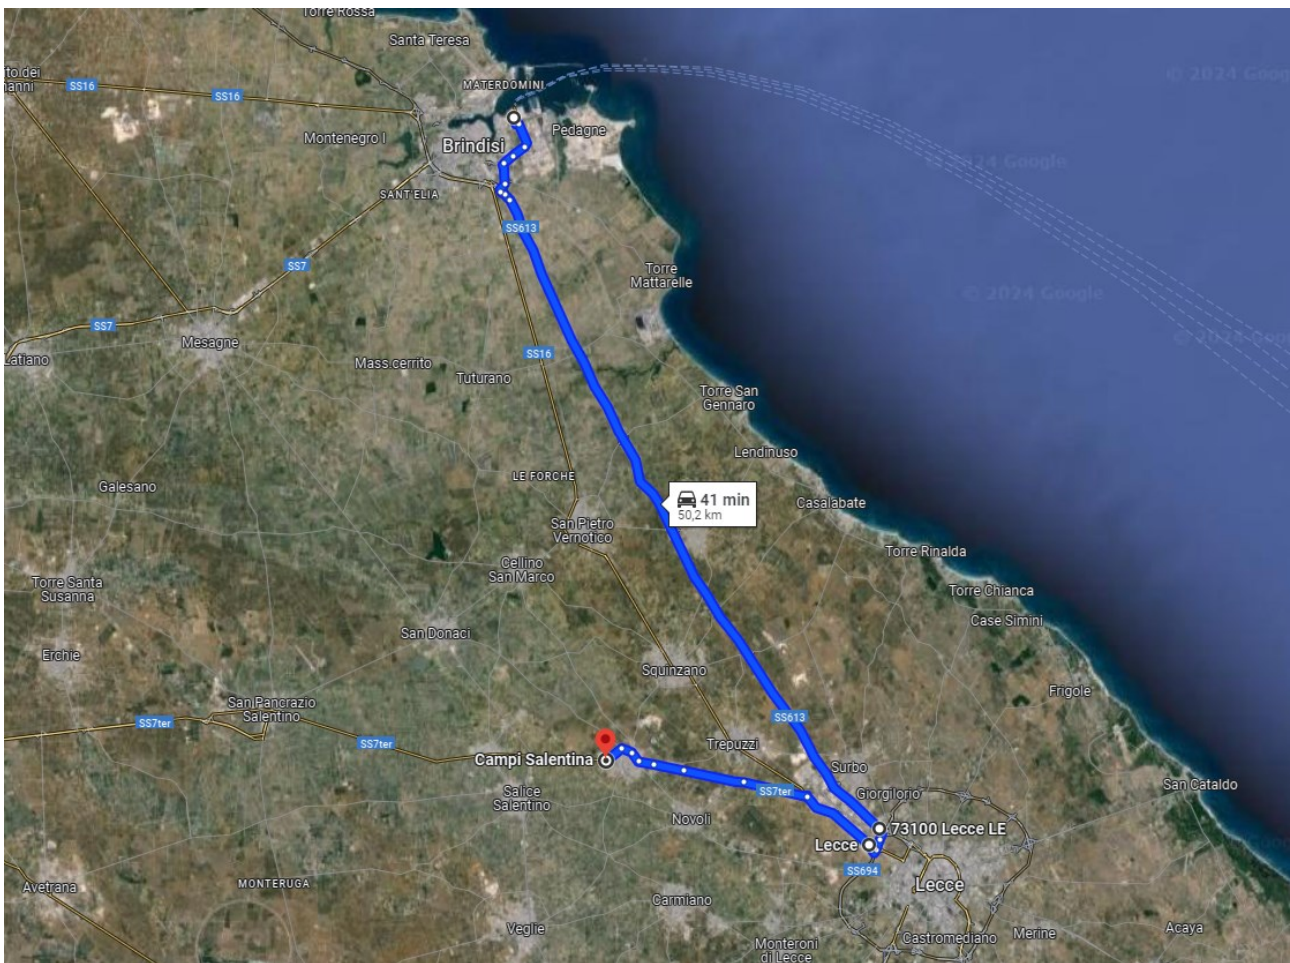 Torre Rossa
Santa Teresa
© 2024 Goog
ito dei
nanni
SS16
SS16
MATERDOMINI
Montenegro I
Brindisi
Pedagne
© 2024 Google
SANT'ELIA
SS613
SS7
Torre
Mattarelle
© 2024 Google
SS7
Mesagne
Latiano
Mass.cerrito
SS16
Tuturano
Torre San
Gennaro
Lendinuso
LE FORCHE
Galesano
41 min
50,2 km
Casalabate
San Pietro
Vernotico
Torre Rinalda
Cellino
San Marco
Torre Santa
Susanna
Torre Chianca
Case Simini
San Donaci
Erchie
Squinzano
Frigole
San Pancrazio
Salentino
SS7ter
SS613
SS7ter
Trepuzzi
Campi Salentina
Surbo
San Cataldo
SS7ter
Giorgilorio
Salice
Salentino
Novoli
73100 Lecce LE
Lecce
SS694
Lecce
Avetrana
MONTERUGA
Carmiano
Veglie
Acaya
Merine
Castromediano
Monteroni
di Lecce